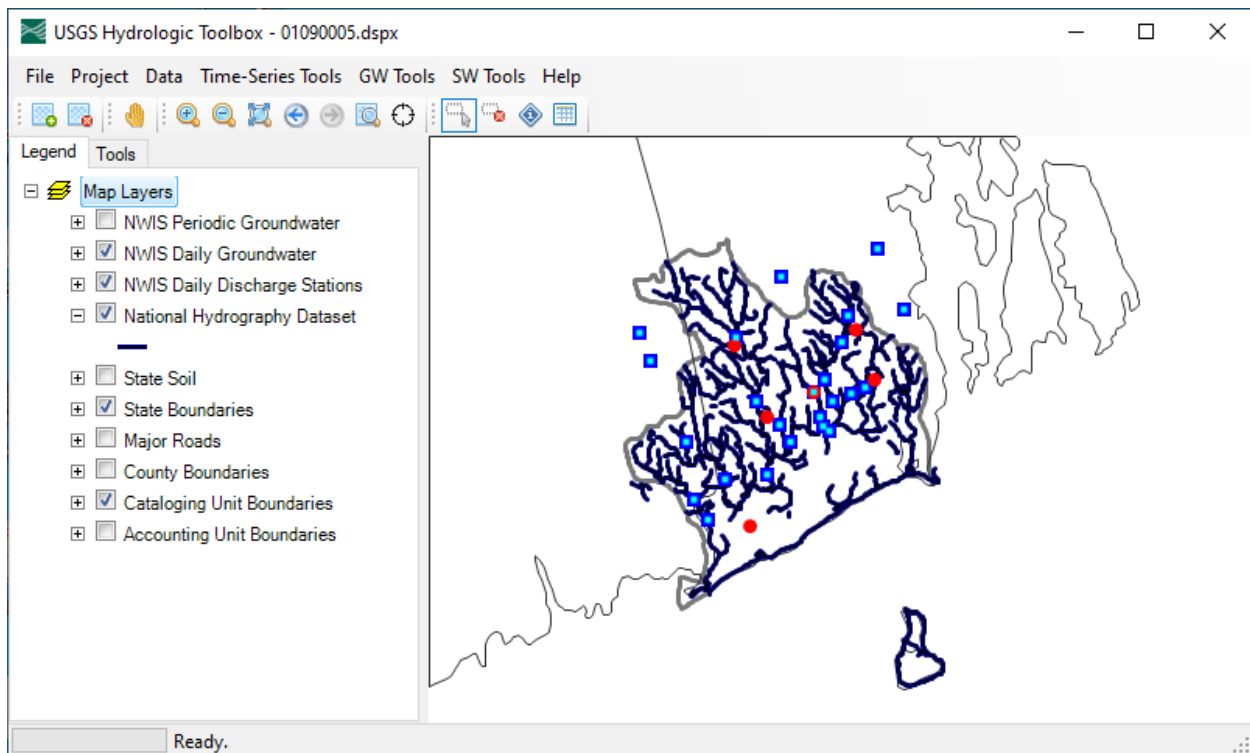 USGS Hydrologic Toolbox - 01090005.dspx
File Project Data Time-Series Tools GW Tools SW Tools Help
Legend Tools
Map Layers
NWIS Periodic Groundwater
NWIS Daily Groundwater
NWIS Daily Discharge Stations
National Hydrography Dataset
State Soil
State Boundaries
Major Roads
County Boundaries
Cataloging Unit Boundaries
Accounting Unit Boundaries
Ready.